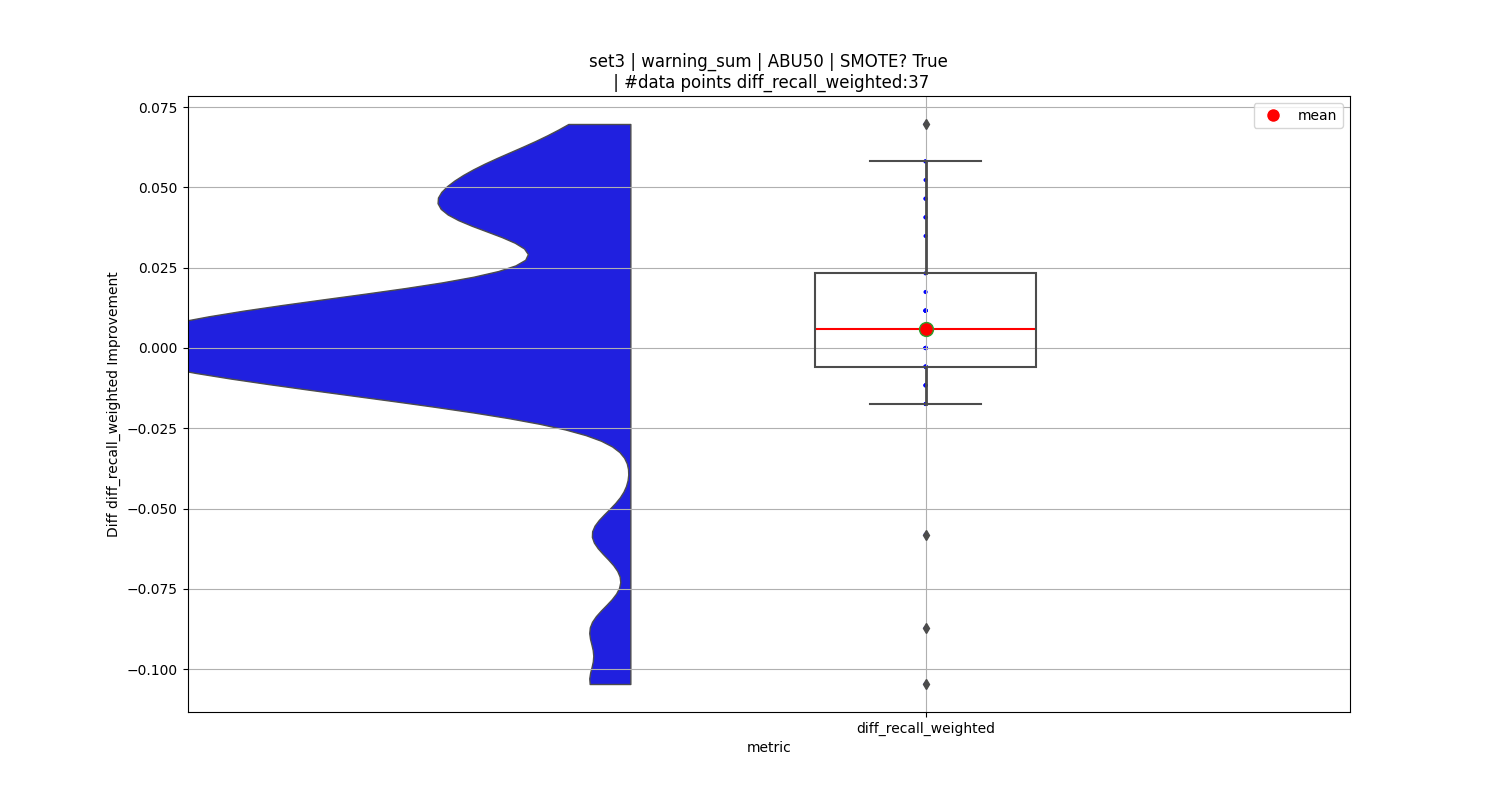 set3 | warning_sum | ABU50 | SMOTE? True
| #data points diff_recall_weighted:37
mean
0.075
0.050
0.025
0.000
−0.025
−0.050
−0.075
−0.100
Diff diff_recall_weighted Improvement
diff_recall_weighted
metric